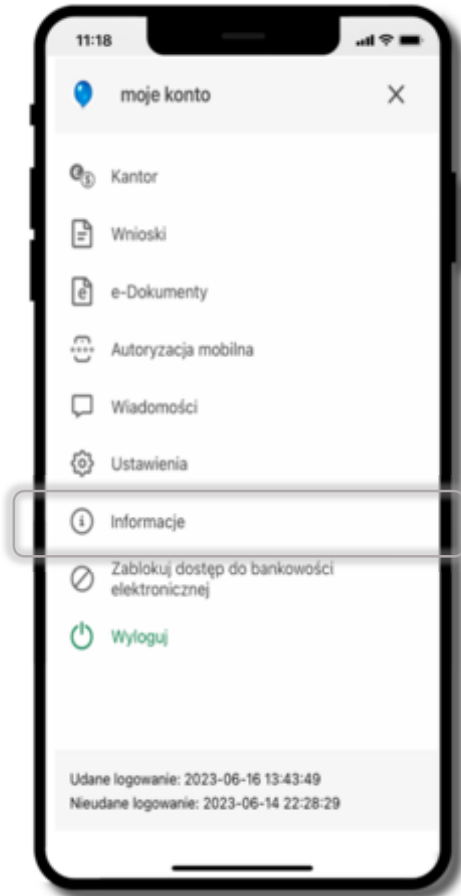 11:18
moje konto
Kantor
Wnioski
e-Dokumenty
Autoryzacja mobilna
Wiadomości
Ustawienia
Informacje
Zablokuj dostęp do bankowości
elektronicznej
Wyloguj
Udane logowanie: 2023-06-16 13:43:49
Nieudane logowanie: 2023-06-14 22:28:29